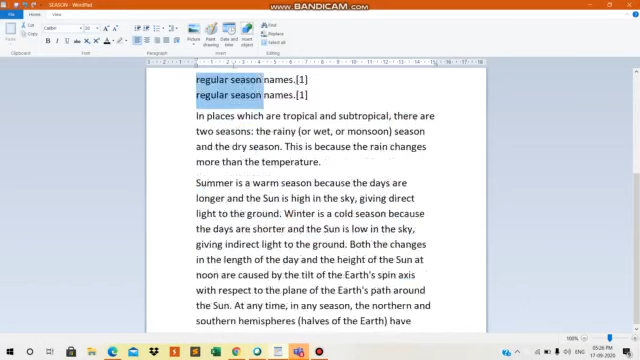 www.BANDICAM.com
SEASON - WordPad
File Home View
Cut
Copy
Paste
Calibri
Picture
Paint drawing
Date and time
Insert object
Find
Replace
Select all
Clipboard Font Paragraph Insert Editing
regular season names.[1]
regular season names.[1]
In places which are tropical and subtropical, there are
two seasons: the rainy (or wet, or monsoon) season
and the dry season. This is because the rain changes
more than the temperature.
Summer is a warm season because the days are
longer and the Sun is high in the sky, giving direct
light to the ground. Winter is a cold season because
the days are shorter and the Sun is low in the sky,
giving indirect light to the ground. Both the changes
in the length of the day and the height of the Sun at
noon are caused by the tilt of the Earth's spin axis
with respect to the plane of the Earth's path around
the Sun. At any time, in any season, the northern and
southern hemispheres (halves of the Earth) have
100%
05:26 PM
17-09-2020